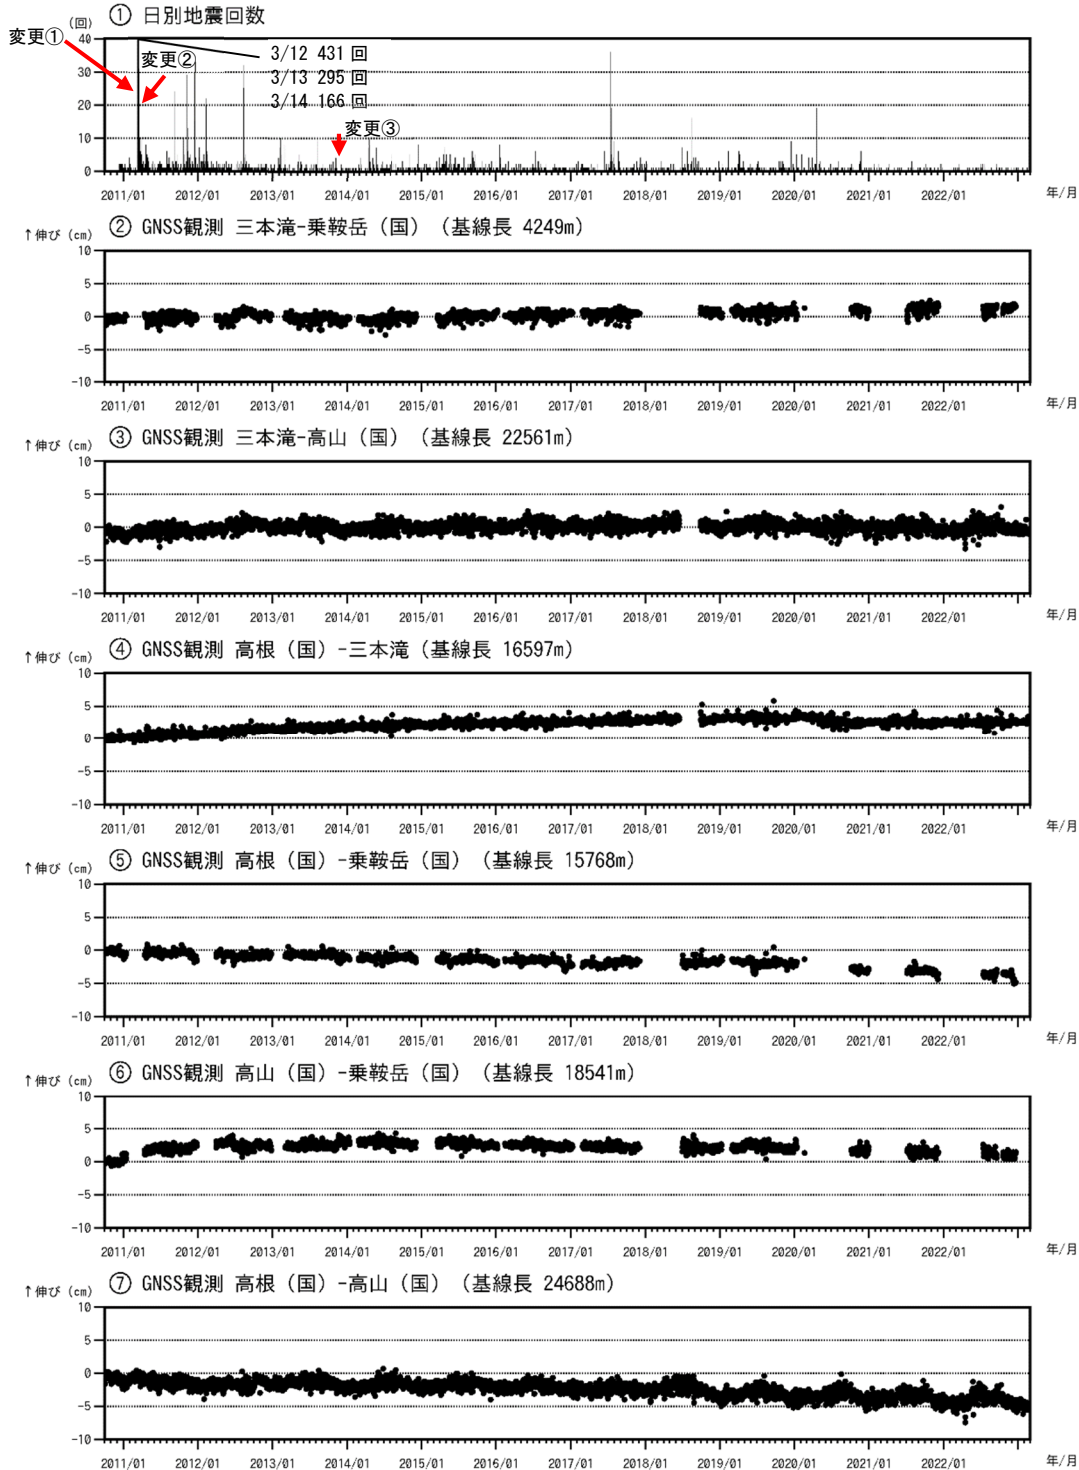 ① 日別地震回数
(回)
変更①
変更②
3/12 431 回
3/13 295 回
3/14 166 回
変更③
40
30
20
10
0
2011/01 2012/01 2013/01 2014/01 2015/01 2016/01 2017/01 2018/01 2019/01 2020/01 2021/01 2022/01 年/月
↑伸び (cm) ② GNSS観測 三本滝-乗鞍岳（国）（基線長 4249m）
10
5
0
-5
-10
2011/01 2012/01 2013/01 2014/01 2015/01 2016/01 2017/01 2018/01 2019/01 2020/01 2021/01 2022/01 年/月
↑伸び (cm) ③ GNSS観測 三本滝-高山（国）（基線長 22561m）
10
5
0
-5
-10
2011/01 2012/01 2013/01 2014/01 2015/01 2016/01 2017/01 2018/01 2019/01 2020/01 2021/01 2022/01 年/月
↑伸び (cm) ④ GNSS観測 高根（国）-三本滝（基線長 16597m）
10
5
0
-5
-10
2011/01 2012/01 2013/01 2014/01 2015/01 2016/01 2017/01 2018/01 2019/01 2020/01 2021/01 2022/01 年/月
↑伸び (cm) ⑤ GNSS観測 高根（国）-乗鞍岳（国）（基線長 15768m）
10
5
0
-5
-10
2011/01 2012/01 2013/01 2014/01 2015/01 2016/01 2017/01 2018/01 2019/01 2020/01 2021/01 2022/01 年/月
↑伸び (cm) ⑥ GNSS観測 高山（国）-乗鞍岳（国）（基線長 18541m）
10
5
0
-5
-10
2011/01 2012/01 2013/01 2014/01 2015/01 2016/01 2017/01 2018/01 2019/01 2020/01 2021/01 2022/01 年/月
↑伸び (cm) ⑦ GNSS観測 高根（国）-高山（国）（基線長 24688m）
10
5
0
-5
-10
2011/01 2012/01 2013/01 2014/01 2015/01 2016/01 2017/01 2018/01 2019/01 2020/01 2021/01 2022/01 年/月